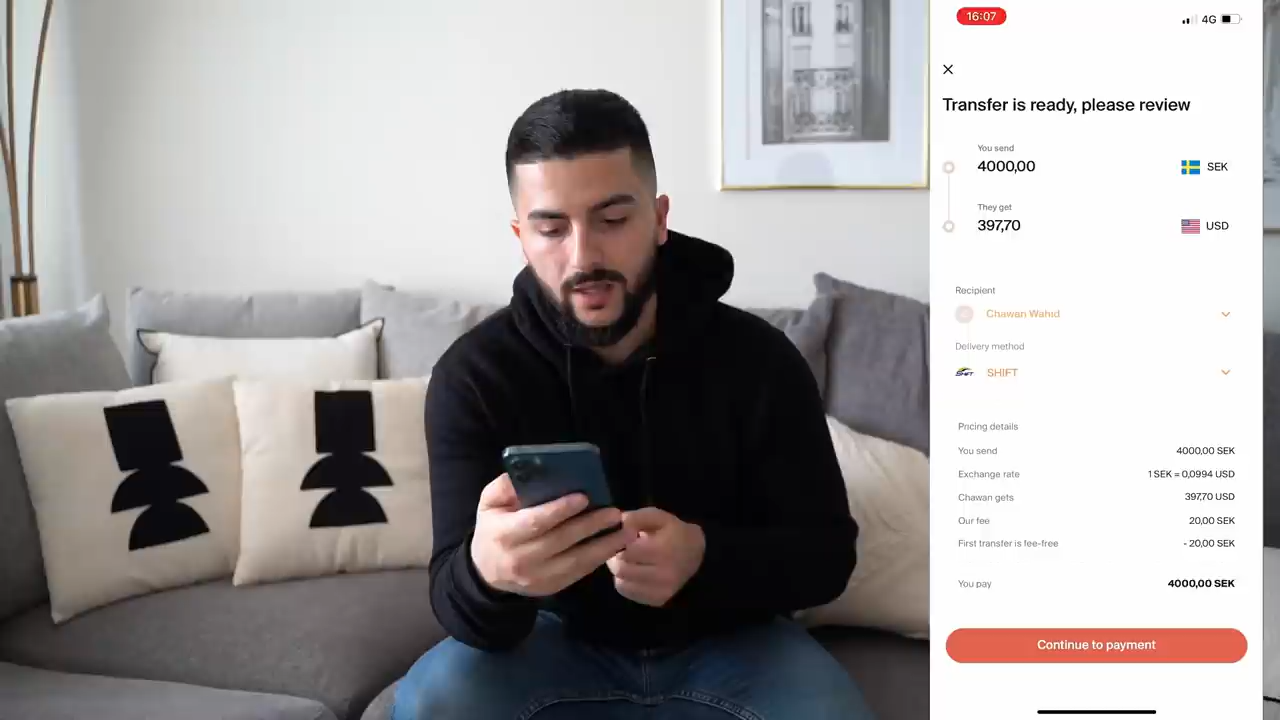 16:07
4G
Transfer is ready, please review
You send
4000,00
SEK
They get
397,70
USD
Recipient
Chawan Wahid
Delivery method
SHIFT
SHIFT
Pricing details
You send 4000,00 SEK
Exchange rate 1 SEK = 0,0994 USD
Chawan gets 397,70 USD
Our fee 20,00 SEK
First transfer is fee-free - 20,00 SEK
You pay 4000,00 SEK
Continue to payment